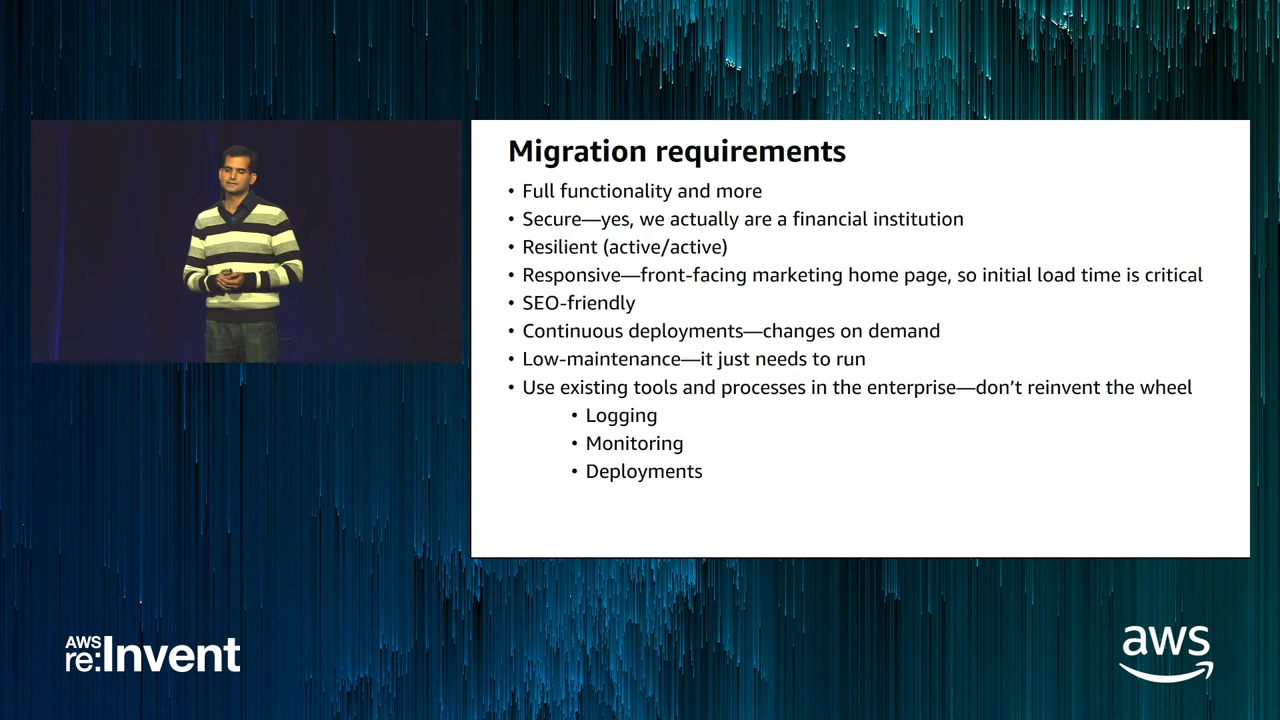 Migration requirements
• Full functionality and more
• Secure—yes, we actually are a financial institution
• Resilient (active/active)
• Responsive—front-facing marketing home page, so initial load time is critical
• SEO-friendly
• Continuous deployments—changes on demand
• Low-maintenance—it just needs to run
• Use existing tools and processes in the enterprise—don’t reinvent the wheel
• Logging
• Monitoring
• Deployments
AWS
re:Invent
aws